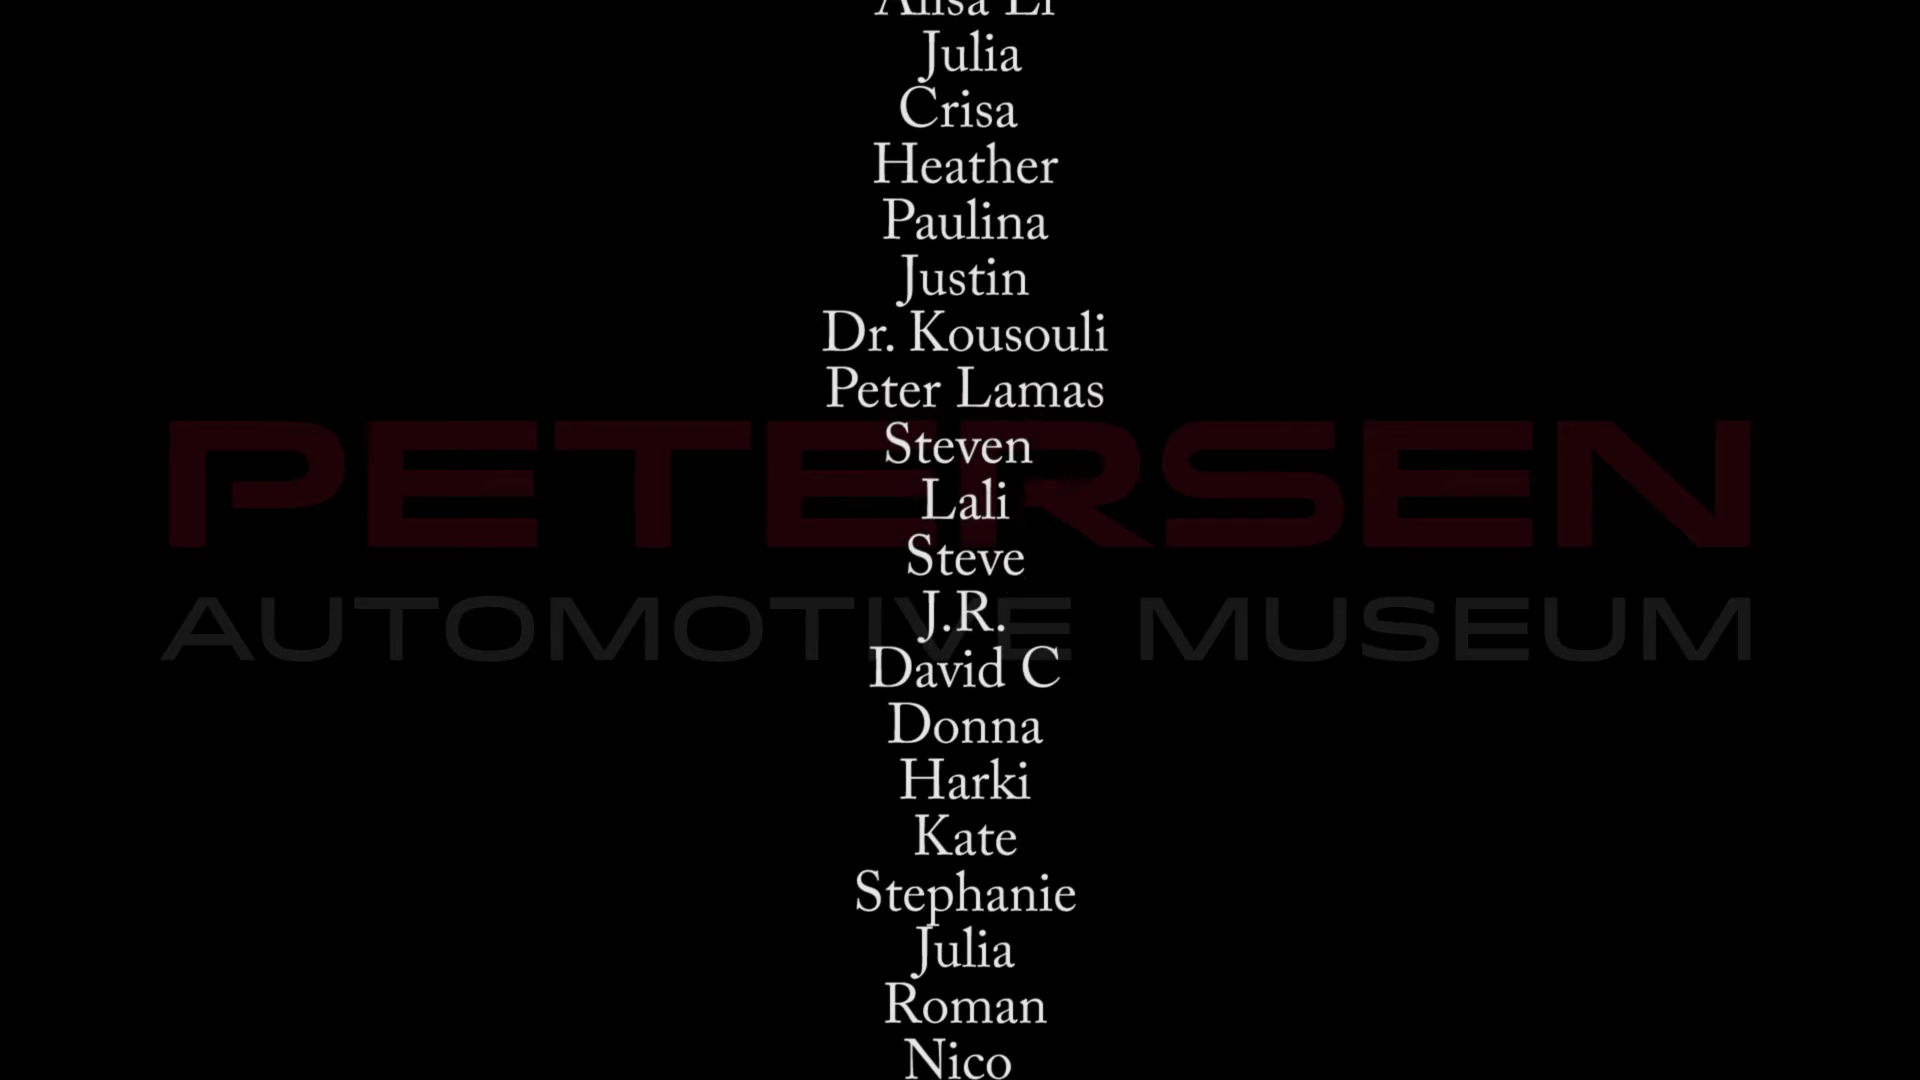 Julia
Crisa
Heather
Paulina
Justin
Dr. Kousouli
Peter Lamas
Steven
Lali
Steve
J.R.
David C
Donna
Harki
Kate
Stephanie
Julia
Roman
Nico
PETERSEN
AUTOMOTIVE MUSEUM